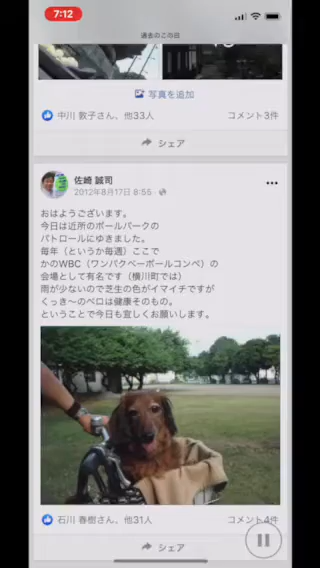 7:12
過去のこの日
写真を追加
中川 敦子さん、他33人
コメント3件
シェア
佐崎 誠司
2012年8月17日 8:55
おはようございます。
今日は近所のボールパークの
パトロールにゆきました。
毎年（というか毎週）ここで
かのWBC（ワンパクベーボールコンペ）の
会場として有名です（横川町では）
雨が少ないので芝生の色がイマイチですが
くっき～のベロは健康そのもの。
ということで今日も宜しくお願いします。
石川 春樹さん、他31人
コメント4件
シェア